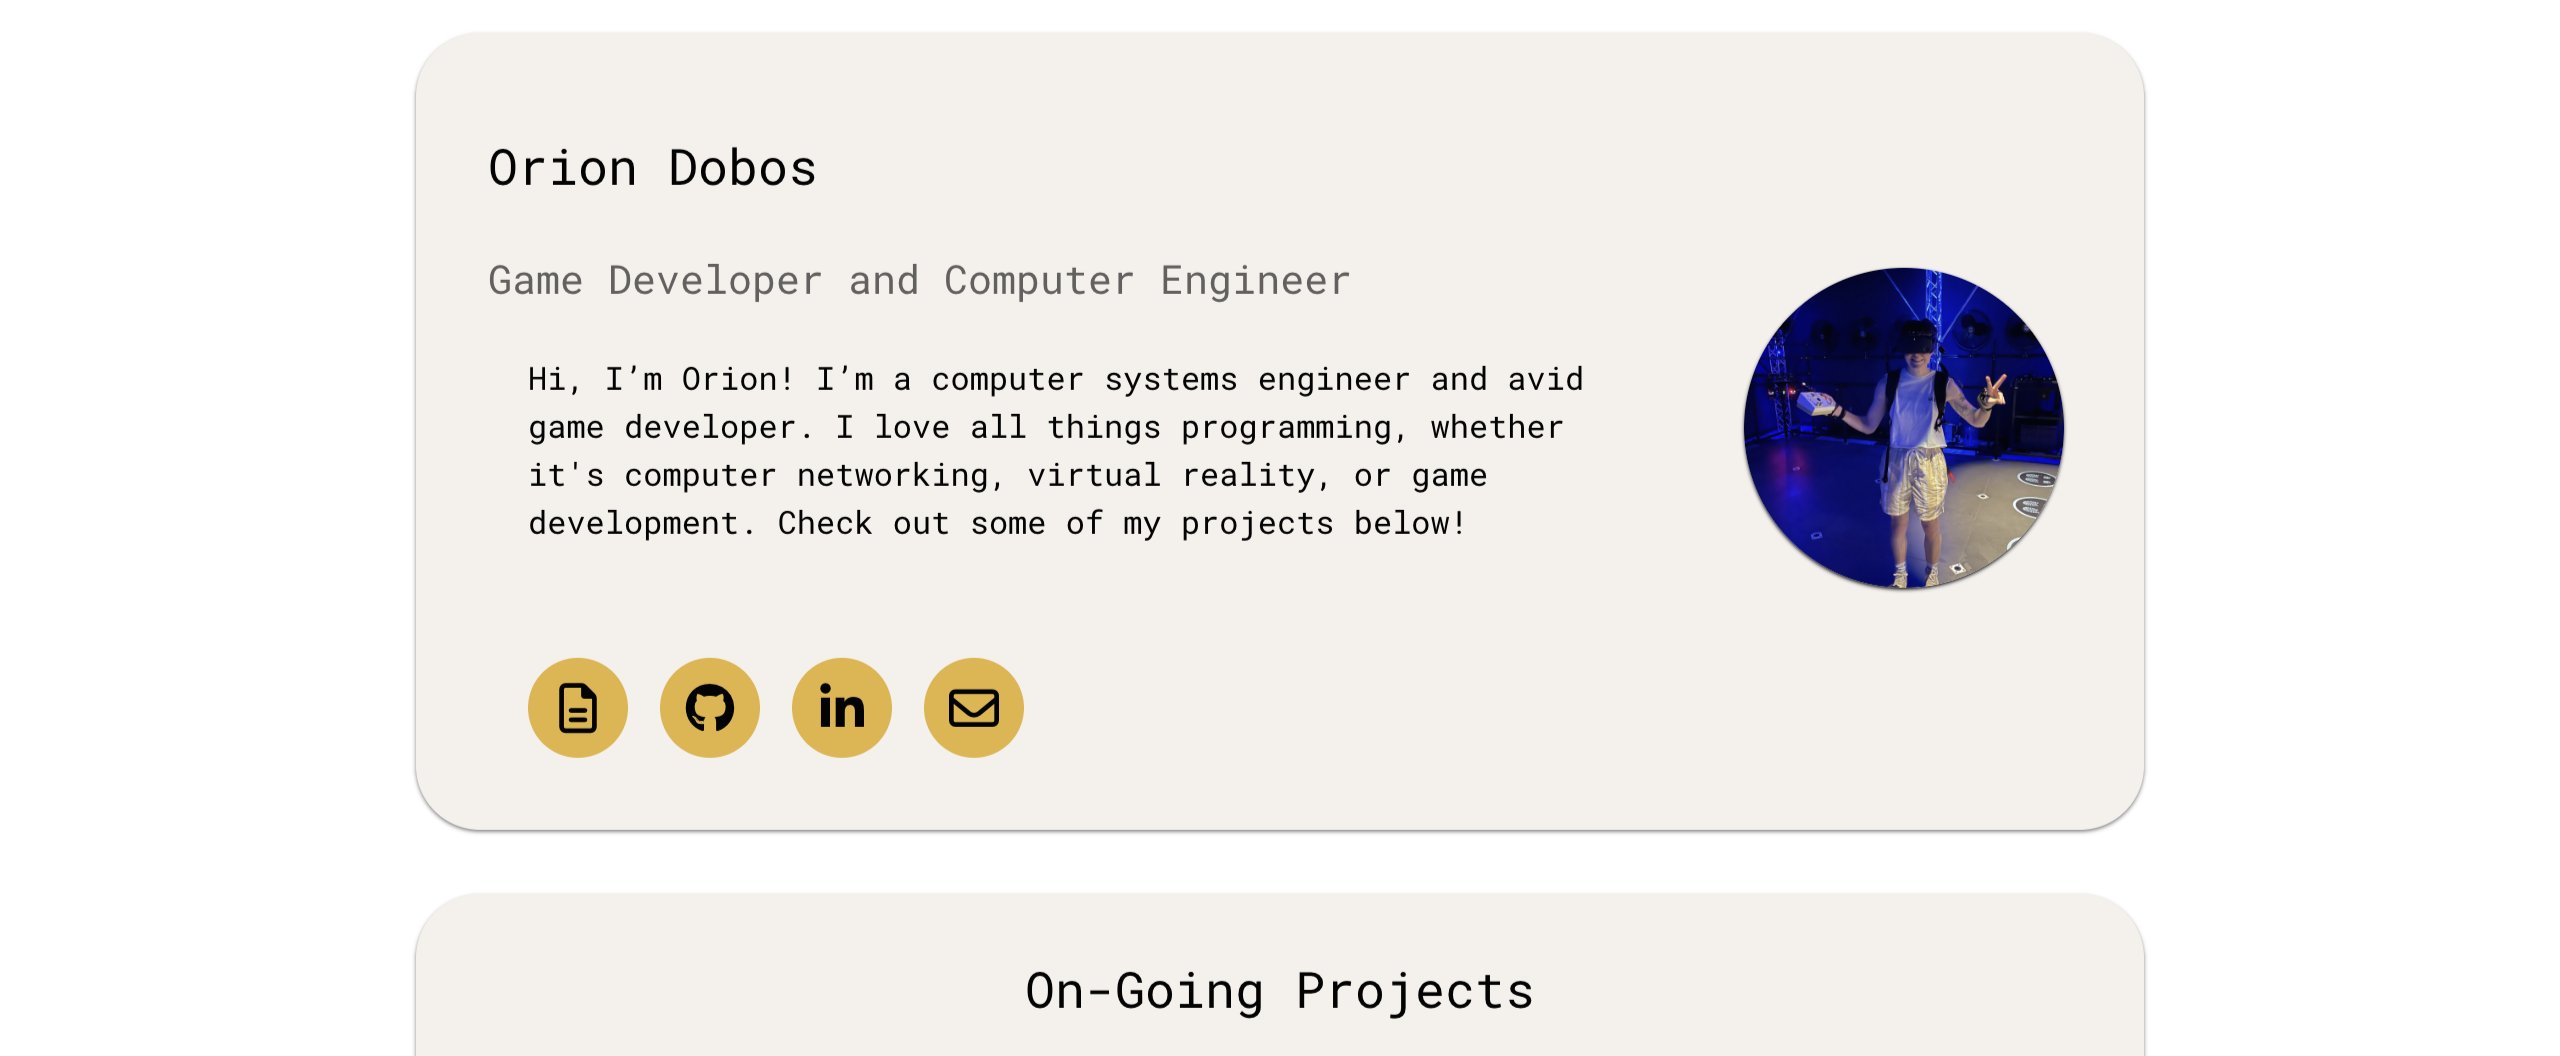 Orion Dobos
Game Developer and Computer Engineer
Hi, I’m Orion! I’m a computer systems engineer and avid
game developer. I love all things programming, whether
it's computer networking, virtual reality, or game
development. Check out some of my projects below!
in
On-Going Projects